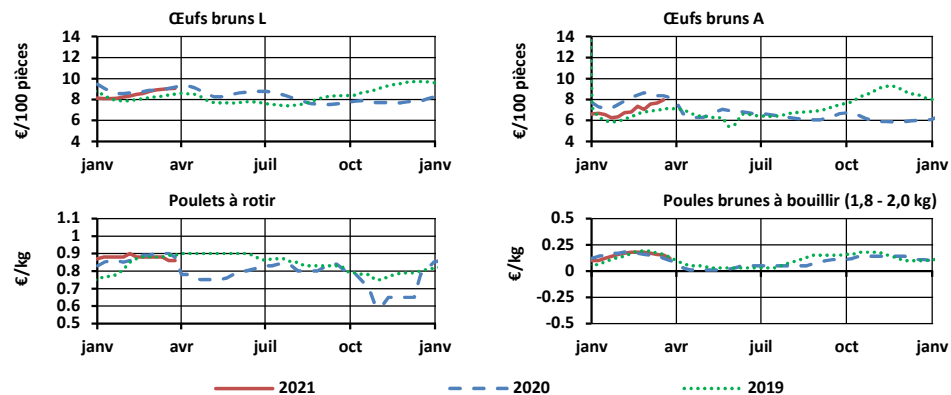 Œufs bruns L
€/100 pièces
14
12
10
8
6
4
janv avr juil oct janv
Œufs bruns A
€/100 pièces
14
12
10
8
6
4
janv avr juil oct janv
Poulets à rotir
€/kg
1.1
1
0.9
0.8
0.7
0.6
0.5
janv avr juil oct janv
Poules brunes à bouillir (1,8 - 2,0 kg)
€/kg
0.5
0.25
0
-0.25
-0.5
janv avr juil oct janv
2021 2020 2019